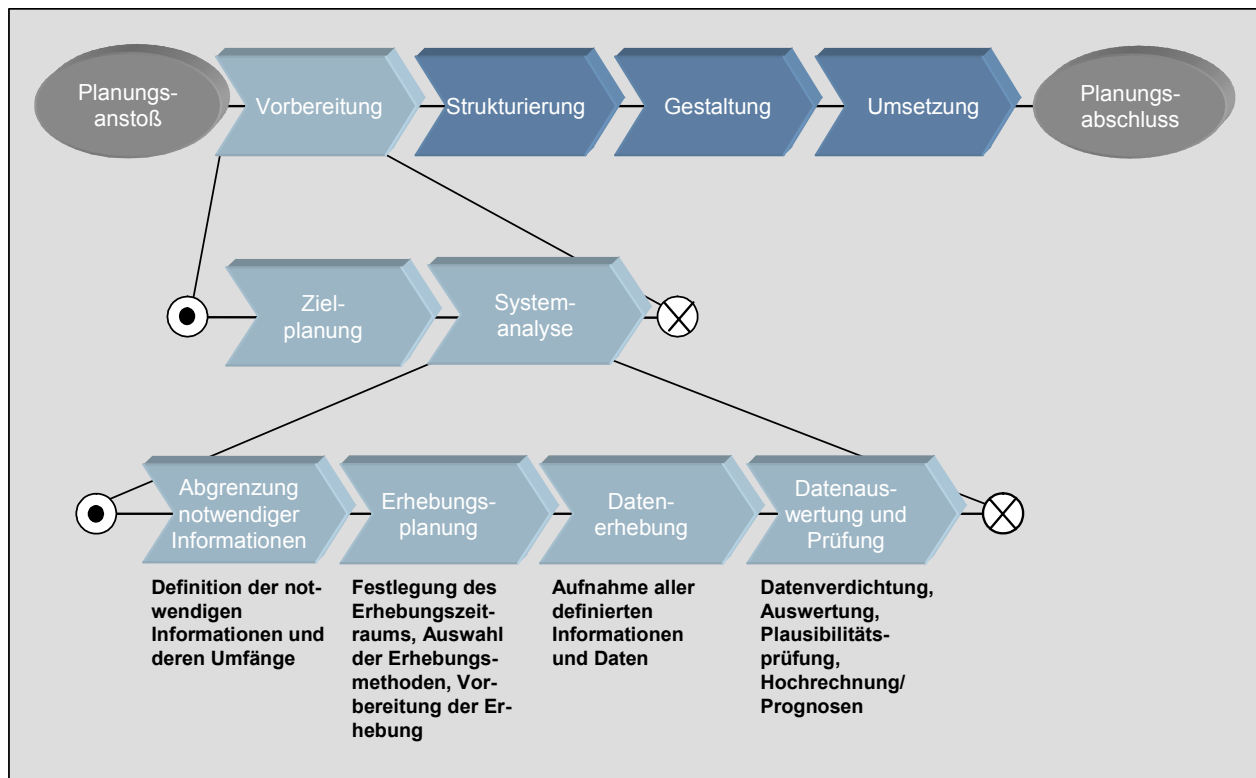 Planungs-
anstoß
Vorbereitung
Strukturierung
Gestaltung
Umsetzung
Planungs-
abschluss
Ziel-
planung
System-
analyse
Abgrenzung
notwendiger
Informationen
Erhebungs-
planung
Daten-
erhebung
Datenaus-
wertung und
Prüfung
Definition der not-
wendigen
Informationen und
deren Umfänge
Festlegung des
Erhebungszeit-
raums, Auswahl
der Erhebungs-
methoden, Vor-
bereitung der Er-
hebung
Aufnahme aller
definierten
Informationen
und Daten
Datenverdichtung,
Auswertung,
Plausibilitäts-
prüfung,
Hochrechnung/
Prognosen